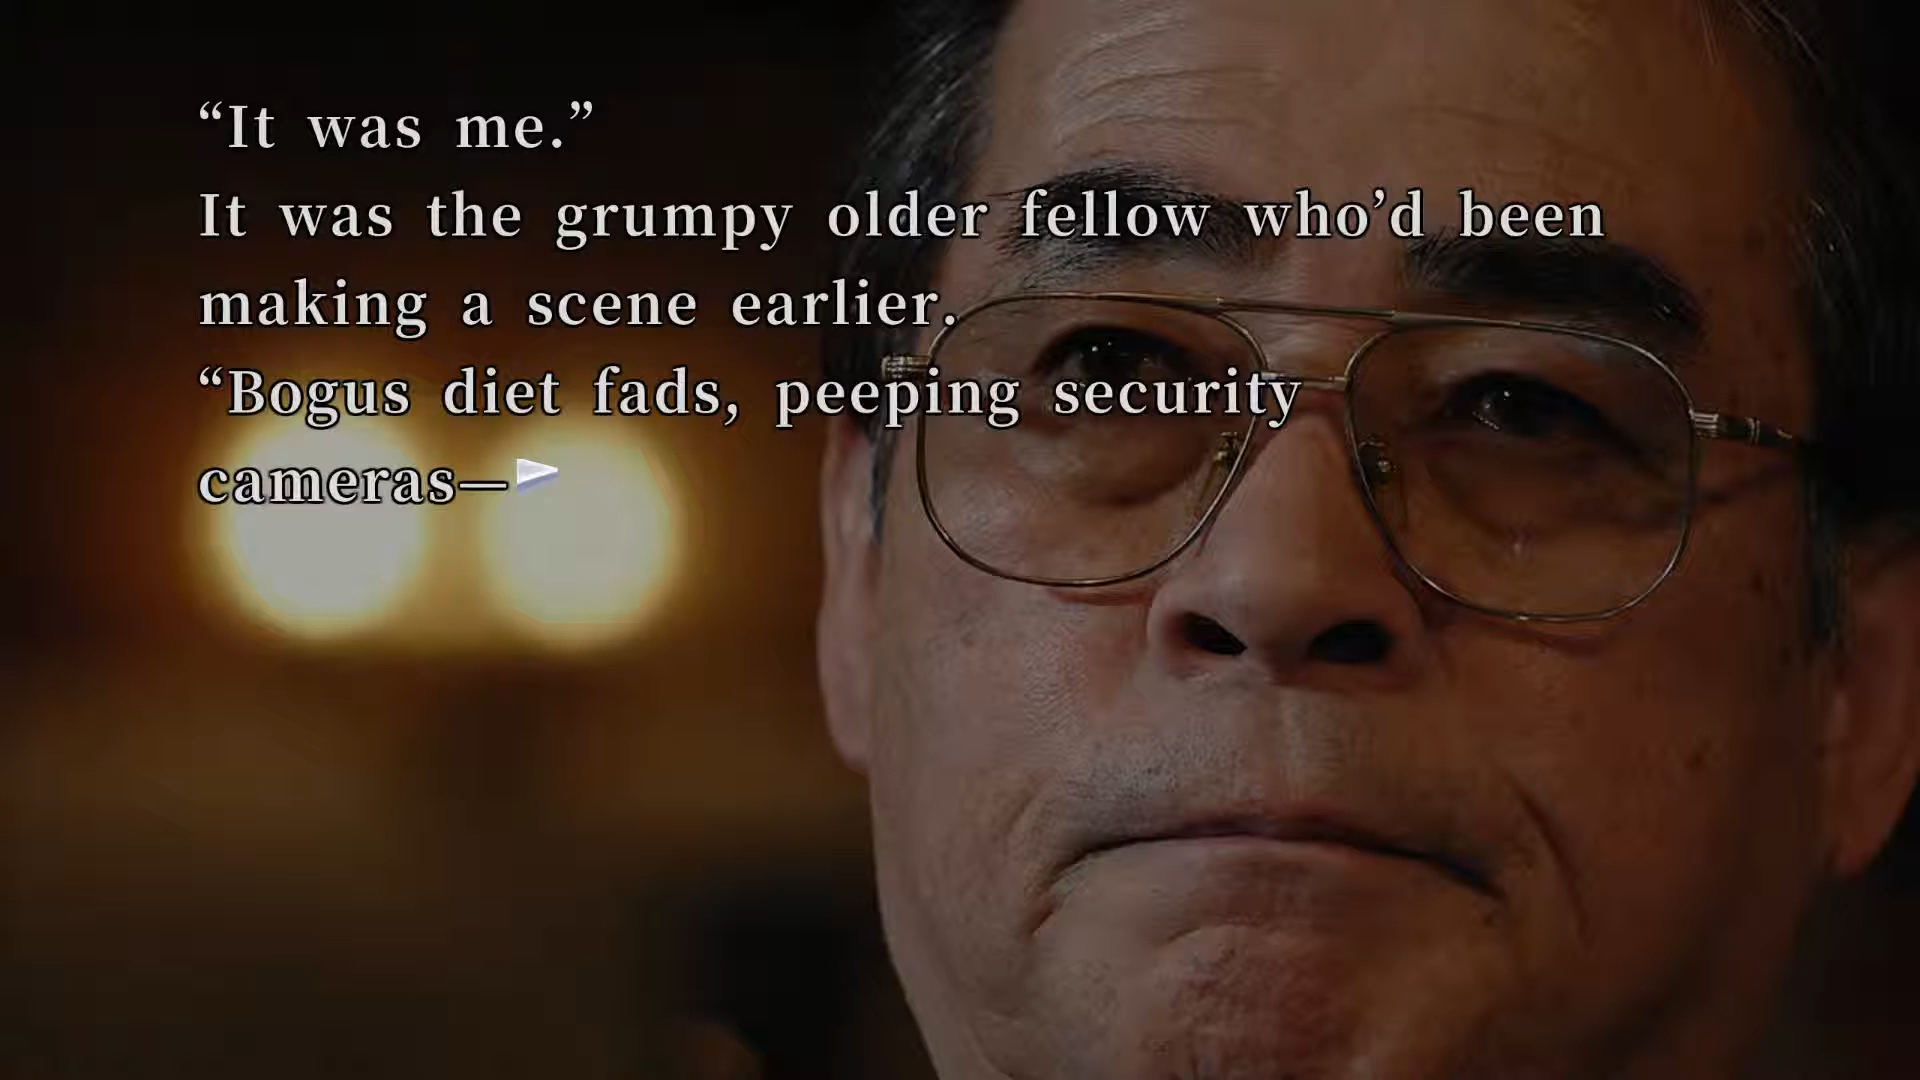 “It was me.”
It was the grumpy older fellow who’d been
making a scene earlier.
“Bogus diet fads, peeping security
cameras—